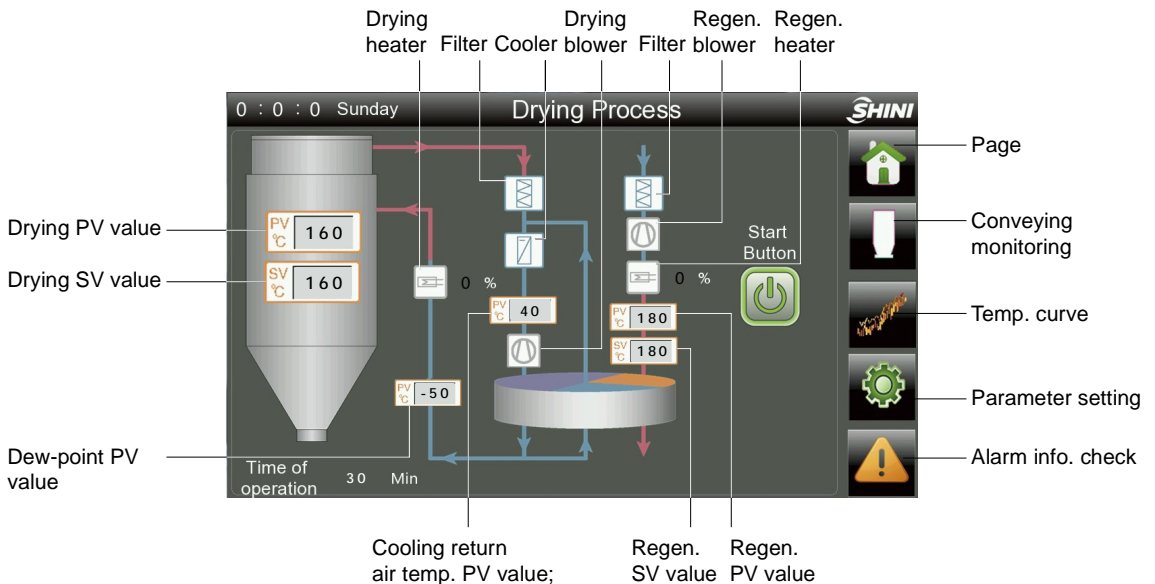 Drying
heater
Filter
Cooler
Drying
blower
Filter
Regen.
blower
Regen.
heater
0 : 0 : 0 Sunday
Drying Process
SHINI
Page
Conveying
monitoring
Temp. curve
Parameter setting
Alarm info. check
Drying PV value
Drying SV value
Dew-point PV
value
PV
℃
160
SV
℃
160
0 %
PV
℃
40
0 %
PV
℃
180
SV
℃
180
Start
Button
PV
℃
-50
Time of
operation
30 Min
Cooling return
air temp. PV value;
Regen.
SV value
Regen.
PV value